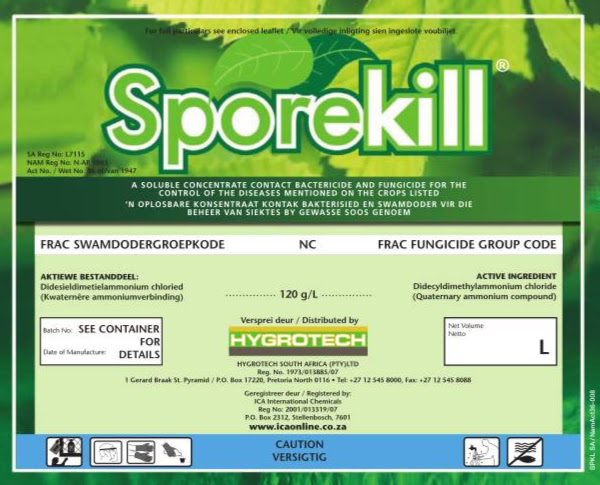 For full particulars see enclosed leaflet / Vir volledige inligting sien ingeslote voubiljet
Sporekill®
SA Reg No: L7115
NAM Reg No: N-AR
Act No. / Wet No. 36 of/van 1947
A SOLUBLE CONCENTRATE CONTACT BACTERICIDE AND FUNGICIDE FOR THE
CONTROL OF THE DISEASES MENTIONED ON THE CROPS LISTED
'N OPLOSBARE KONSENTRAAT KONTAK BAKTERISIED EN SWAMDODER VIR DIE
BEHEER VAN SIEKTES BY GEWASSE SOOS GENOEM
FRAC SWAMDODERGROEPKODE NC FRAC FUNGICIDE GROUP CODE
AKTIEWE BESTANDDEEL: ACTIVE INGREDIENT
Didesieldimetielammonium chloried Didecyldimethylammonium chloride
(Kwaternêre ammoniumverbinding) ................ 120 g/L ................ (Quaternary ammonium compound)
Versprei deur / Distributed by
HYGROTECH
Batch No: SEE CONTAINER
FOR
Date of Manufacture: DETAILS
Net Volume
Netto
L
HYGROTECH SOUTH AFRICA (PTY)LTD
Reg. No. 1973/013885/07
1 Gerard Braak St. Pyramid / P.O. Box 17220, Pretoria North 0116 • Tel: +27 12 545 8000, Fax: +27 12 545 8088
Geregistreer deur / Registered by:
ICA International Chemicals
Reg No: 2001/013319/07
P.O. Box 2312, Stellenbosch, 7601
www.icaonline.co.za
CAUTION
VERSIGTIG
SPKL SA/NamAct36-008